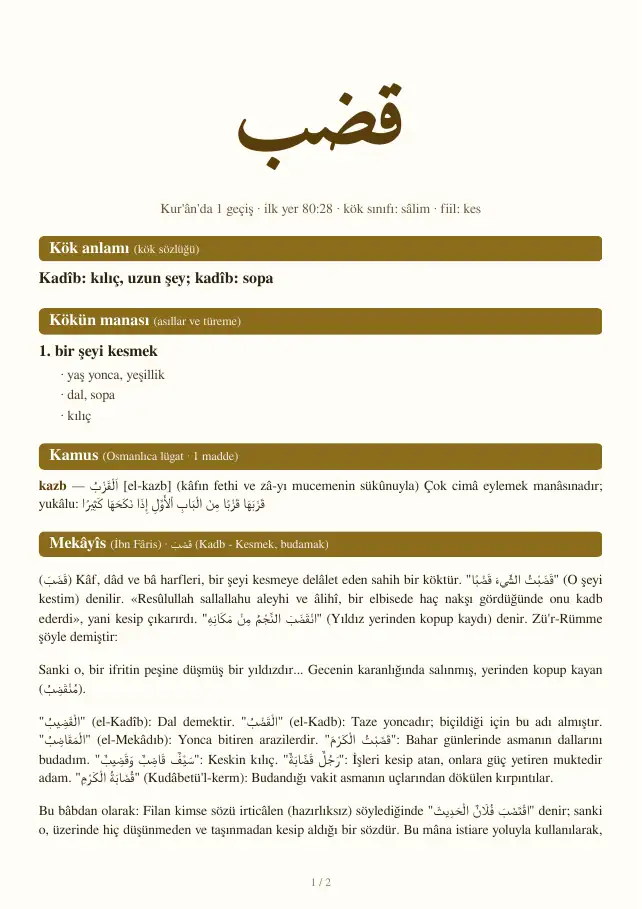 قضب
Kur'ân'da 1 geçiş · ilk yer 80:28 · kök sınıfı: sâlim · fiil: kes
Kök anlamı (kök sözlüğü)
Kadîb: kılıç, uzun şey; kadîb: sopa
Kökün manası (asıllar ve türeme)
1. bir şeyi kesmek
· yaş yonca, yeşillik
· dal, sopa
· kılıç
Kamus (Osmanlıca lügat · 1 madde)
kazb — اَلْقَزْبُ [el-kazb] (kâfın fethi ve zâ-yı mucemenin sükûnuyla) Çok cimâ eylemek manâsınadır;
yukâlu: قَزَبَهَا قَزْبًا مِنَ الْبَابِ اْلأَوَّلِ إِذَا نَكَحَهَا كَثِيرًا
Mekâyîs (İbn Fâris) · قضب (Kadb - Kesmek, budamak)
(قَضَبَ) Kâf, dâd ve bâ harfleri, bir şeyi kesmeye delâlet eden sahih bir köktür. "قَضَبْتُ الشَّيْءَ قَضْبًا" (O şeyi
kestim) denilir. «Resûlullah sallallahu aleyhi ve âlihî, bir elbisede haç nakşı gördüğünde onu kadb
ederdi», yani kesip çıkarırdı. "انْقَضَبَ النَّجْمُ مِنْ مَكَانِهِ" (Yıldız yerinden kopup kaydı) denir. Zü'r-Rümme
şöyle demiştir:
Sanki o, bir ifritin peşine düşmüş bir yıldızdır... Gecenin karanlığında salınmış, yerinden kopup kayan
(مُنْقَضِبُ).
"الْقَضِيبُ" (el-Kadîb): Dal demektir. "الْقَضْبُ" (el-Kadb): Taze yoncadır; biçildiği için bu adı almıştır.
"الْمَقَاضِبُ" (el-Mekâdıb): Yonca bitiren arazilerdir. "قَضَّبْتُ الْكَرْمَ": Bahar günlerinde asmanın dallarını
budadım. "سَيْفٌ قَاضِبٌ وَقَضِيبٌ": Keskin kılıç. "رَجُلٌ قَضَّابَةٌ": İşleri kesip atan, onlara güç yetiren muktedir
adam. "قُضَابَةُ الْكَرْمِ" (Kudâbetü'l-kerm): Budandığı vakit asmanın uçlarından dökülen kırpıntılar.
Bu bâbdan olarak: Filan kimse sözü irticâlen (hazırlıksız) söylediğinde "اقْتَضَبَ فُلَانٌ الْحَدِيثَ" denir; sanki
o, üzerinde hiç düşünmeden ve taşınmadan kesip aldığı bir sözdür. Bu mâna istiare yoluyla kullanılarak,
1 / 2